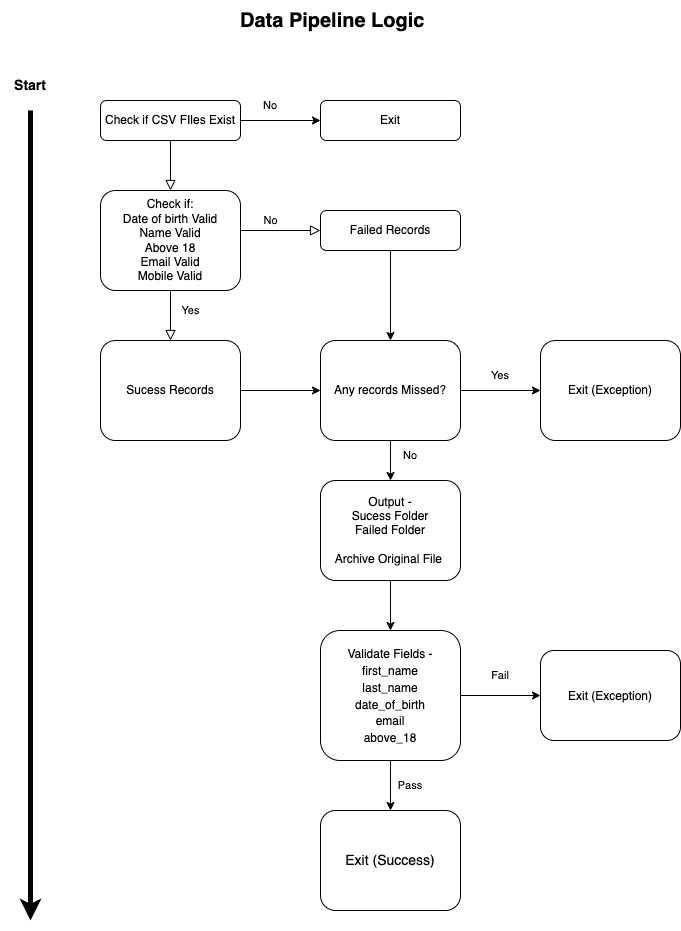 Data Pipeline Logic
Start
Check if CSV FIles Exist
No
Exit
Check if:
Date of birth Valid
Name Valid
Above 18
Email Valid
Mobile Valid
No
Failed Records
Yes
Sucess Records
Any records Missed?
Yes
Exit (Exception)
No
Output -
Sucess Folder
Failed Folder
Archive Original File
Validate Fields -
first_name
last_name
date_of_birth
email
above_18
Fail
Exit (Exception)
Pass
Exit (Success)